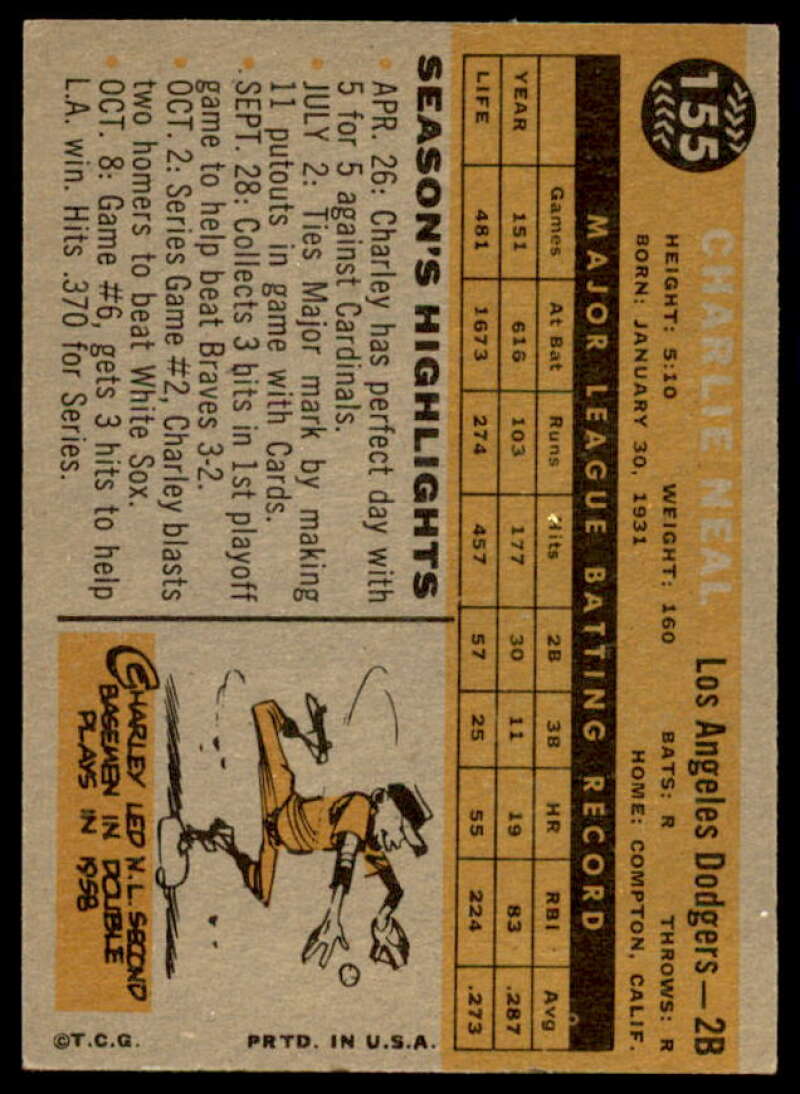 155
CHARLIE NEAL Los Angeles Dodgers—2B
HEIGHT: 5:10 WEIGHT: 160 BATS: R THROWS: R
BORN: JANUARY 30, 1931 HOME: COMPTON, CALIF.
MAJOR LEAGUE BATTING RECORD
Games At Bat Runs Hits 2B 3B HR RBI Avg
YEAR 151 616 103 177 30 11 19 83 .287
LIFE 481 1673 274 457 57 25 55 224 .273
SEASON'S HIGHLIGHTS
• APR. 26: Charley has perfect day with
5 for 5 against Cardinals.
• JULY 2: Ties Major mark by making
11 putouts in game with Cards.
• SEPT. 28: Collects 3 hits in 1st playoff
game to help beat Braves 3-2.
• OCT. 2: Series Game #2, Charley blasts
two homers to beat White Sox.
• OCT. 8: Game #6, gets 3 hits to help
L.A. win. Hits .370 for Series.
CHARLEY LED N.L. SECOND
BASEMEN IN DOUBLE
PLAYS IN 1958
©T.C.G. PRTD. IN U.S.A.